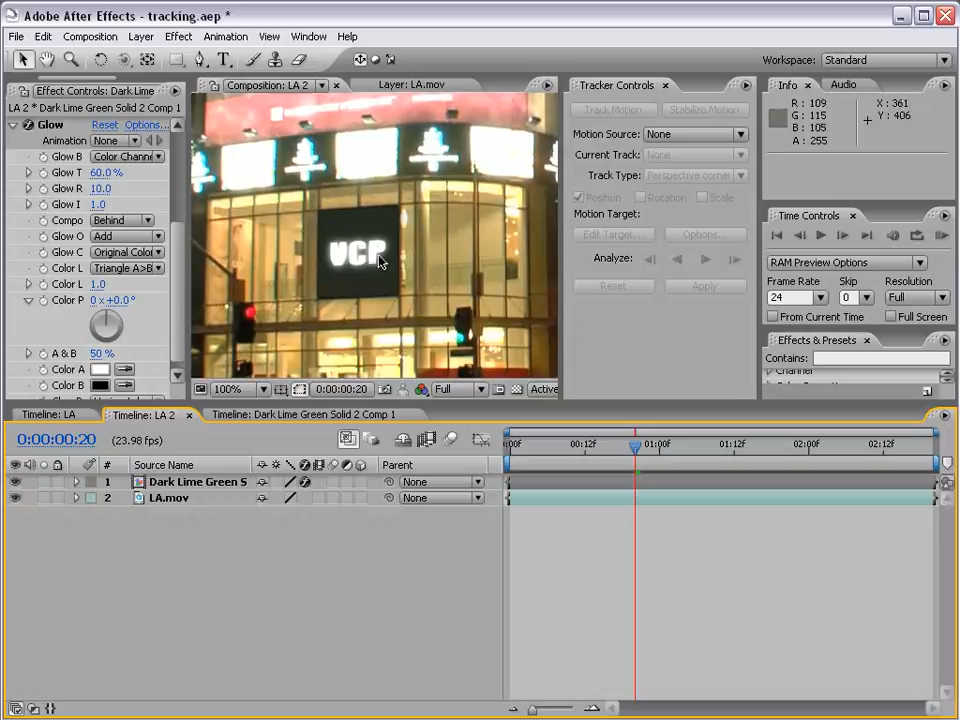 Adobe After Effects - tracking.aep *
File Edit Composition Layer Effect Animation View Window Help
Workspace: Standard
Effect Controls: Dark Lime
LA 2 * Dark Lime Green Solid 2 Comp 1
Glow Reset Options...
Animation None
Glow B Color Channe
Glow T 60.0 %
Glow R 10.0
Glow I 1.0
Compo Behind
Glow O Add
Glow C Original Color
Color L Triangle A>B
Color L 1.0
Color P 0 x +0.0°
A & B 50 %
Color A
Color B
Composition: LA 2 Layer: LA.mov
VCP
100% 0:00:00:20 Full Active
Tracker Controls
Track Motion Stabilize Motion
Motion Source: None
Current Track: None
Track Type: Perspective corner
Position Rotation Scale
Motion Target:
Edit Target... Options...
Analyze:
Reset Apply
Info Audio
R : 109 X : 361
G : 115 Y : 406
B : 105
A : 255
Time Controls
RAM Preview Options
Frame Rate Skip Resolution
24 0 Full
From Current Time Full Screen
Effects & Presets
Contains:
Channel
Timeline: LA Timeline: LA 2 Timeline: Dark Lime Green Solid 2 Comp 1
0:00:00:20 (23.98 fps)
:00f 00:12f 01:00f 01:12f 02:00f 02:12f
# Source Name Parent
1 Dark Lime Green S None
2 LA.mov None